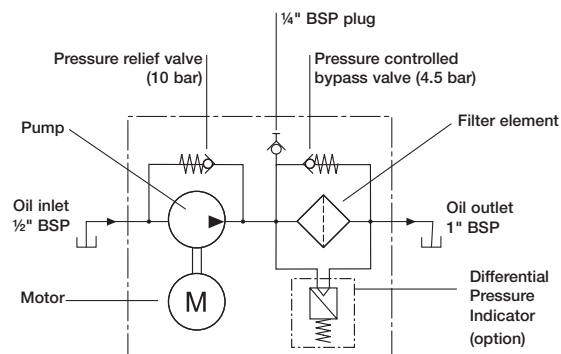 ¼" BSP plug
Pressure relief valve
(10 bar)
Pressure controlled
bypass valve (4.5 bar)
Pump
Filter element
Oil inlet
½" BSP
Oil outlet
1" BSP
Motor
M
Differential
Pressure
Indicator
(option)